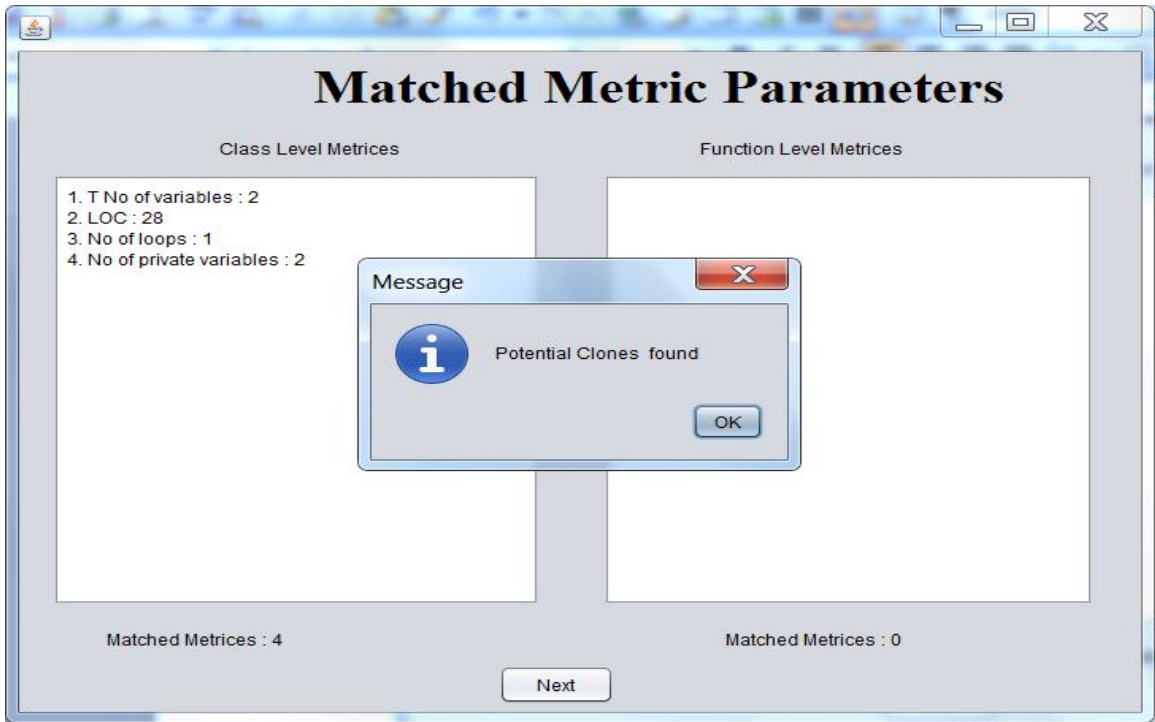 Matched Metric Parameters
Class Level Metrices
Function Level Metrices
1. T No of variables : 2
2. LOC : 28
3. No of loops : 1
4. No of private variables : 2
Message
Potential Clones found
OK
Matched Metrices : 4
Matched Metrices : 0
Next